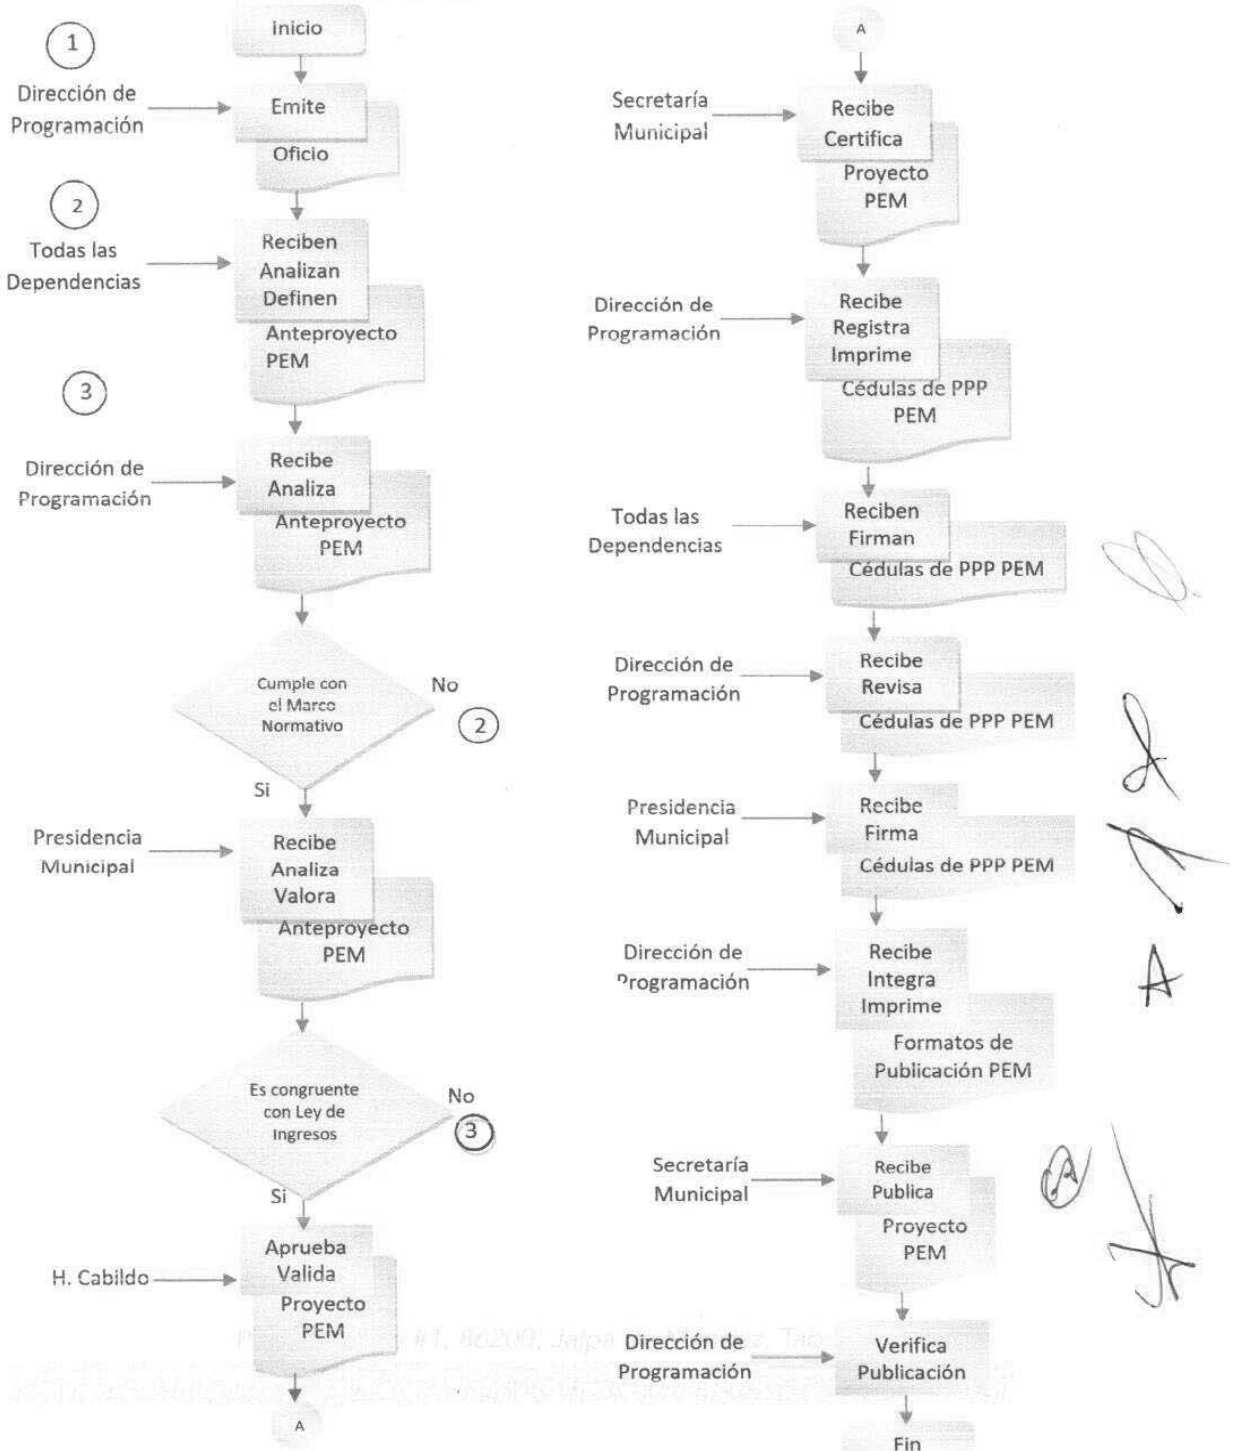 Inicio
1
Dirección de
Programación
Emite
Oficio
2
Todas las
Dependencias
Reciben
Analizan
Definen
Anteproyecto
PEM
3
Dirección de
Programación
Recibe
Analiza
Anteproyecto
PEM
Cumple con
el Marco
Normativo
No
2
Si
Presidencia
Municipal
Recibe
Analiza
Valora
Anteproyecto
PEM
Es congruente
con Ley de
Ingresos
No
3
Si
H. Cabildo
Aprueba
Valida
Proyecto
PEM
#1, 86200; Jalpa
A
A
Secretaría
Municipal
Recibe
Certifica
Proyecto
PEM
Dirección de
Programación
Recibe
Registra
Imprime
Cédulas de PPP
PEM
Todas las
Dependencias
Reciben
Firman
Cédulas de PPP PEM
Dirección de
Programación
Recibe
Revisa
Cédulas de PPP PEM
Presidencia
Municipal
Recibe
Firma
Cédulas de PPP PEM
Dirección de
Programación
Recibe
Integra
Imprime
Formatos de
Publicación PEM
Secretaría
Municipal
Recibe
Publica
Proyecto
PEM
Dirección de
Programación
Verifica
Publicación
Fin